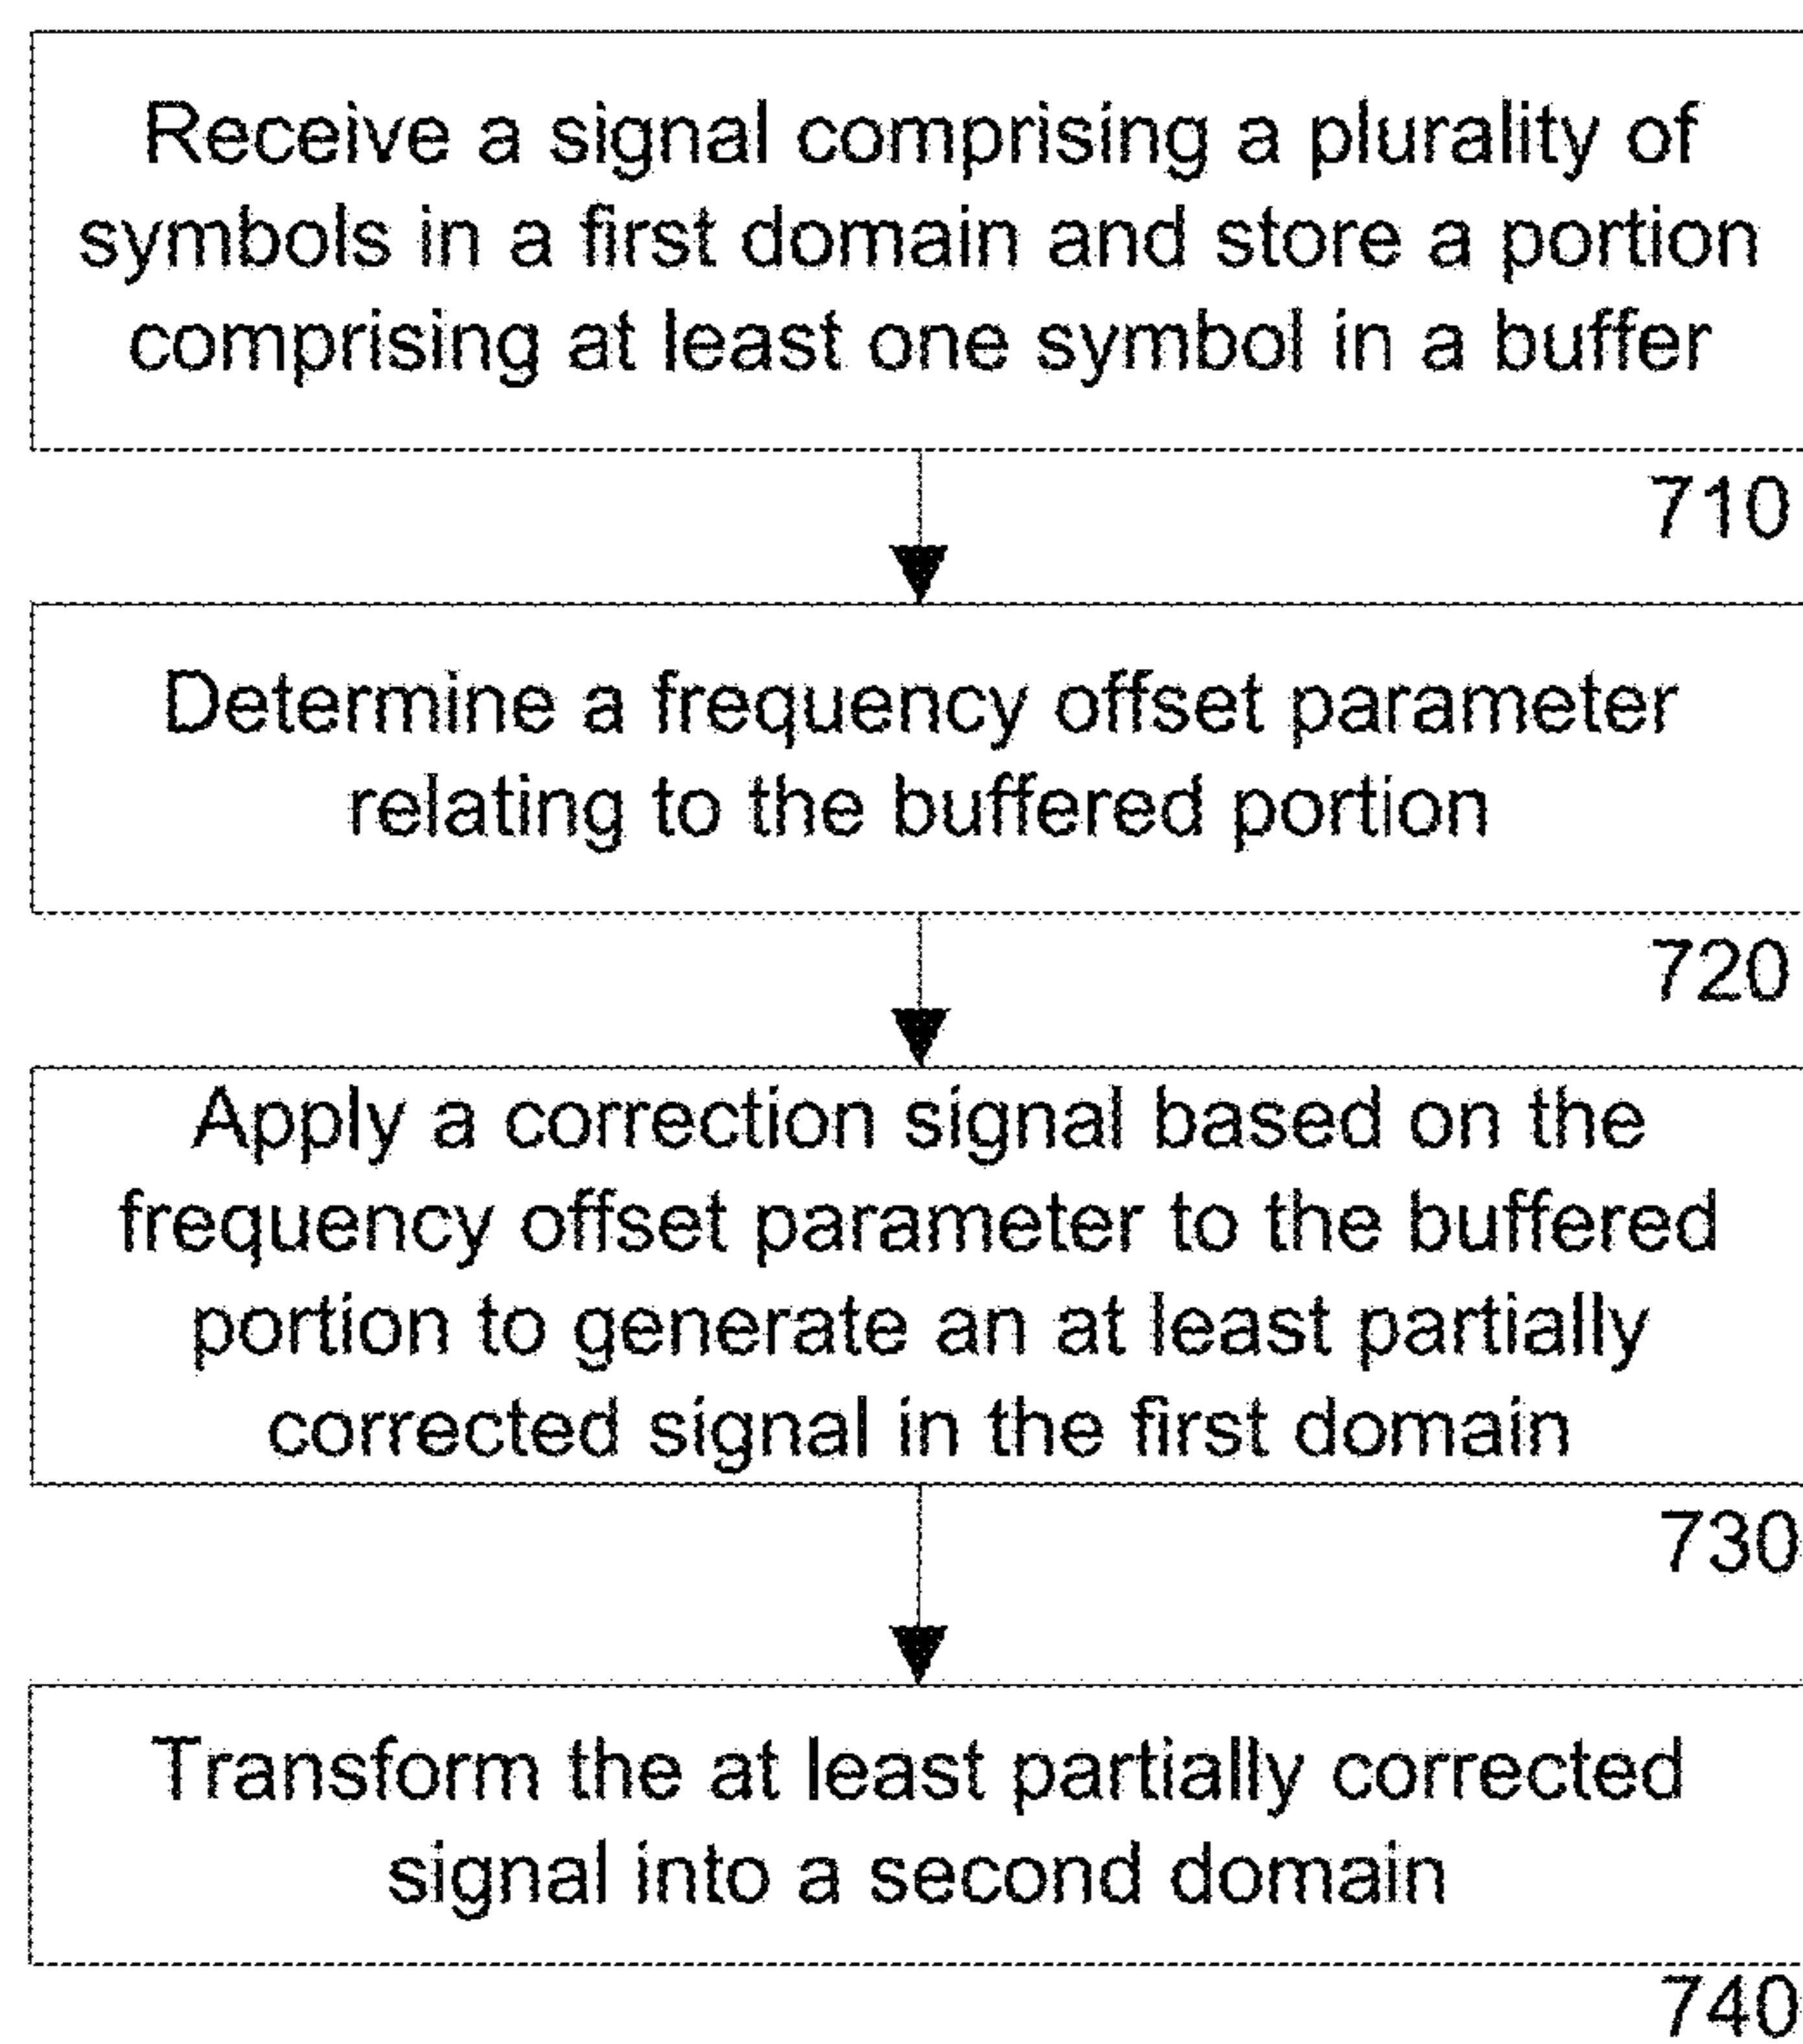 Receive a signal comprising a plurality of
symbols in a first domain and store a portion
comprising at least one symbol in a buffer
710
Determine a frequency offset parameter
relating to the buffered portion
720
Apply a correction signal based on the
frequency offset parameter to the buffered
portion to generate an at least partially
corrected signal in the first domain
730
Transform the at least partially corrected
signal into a second domain
740